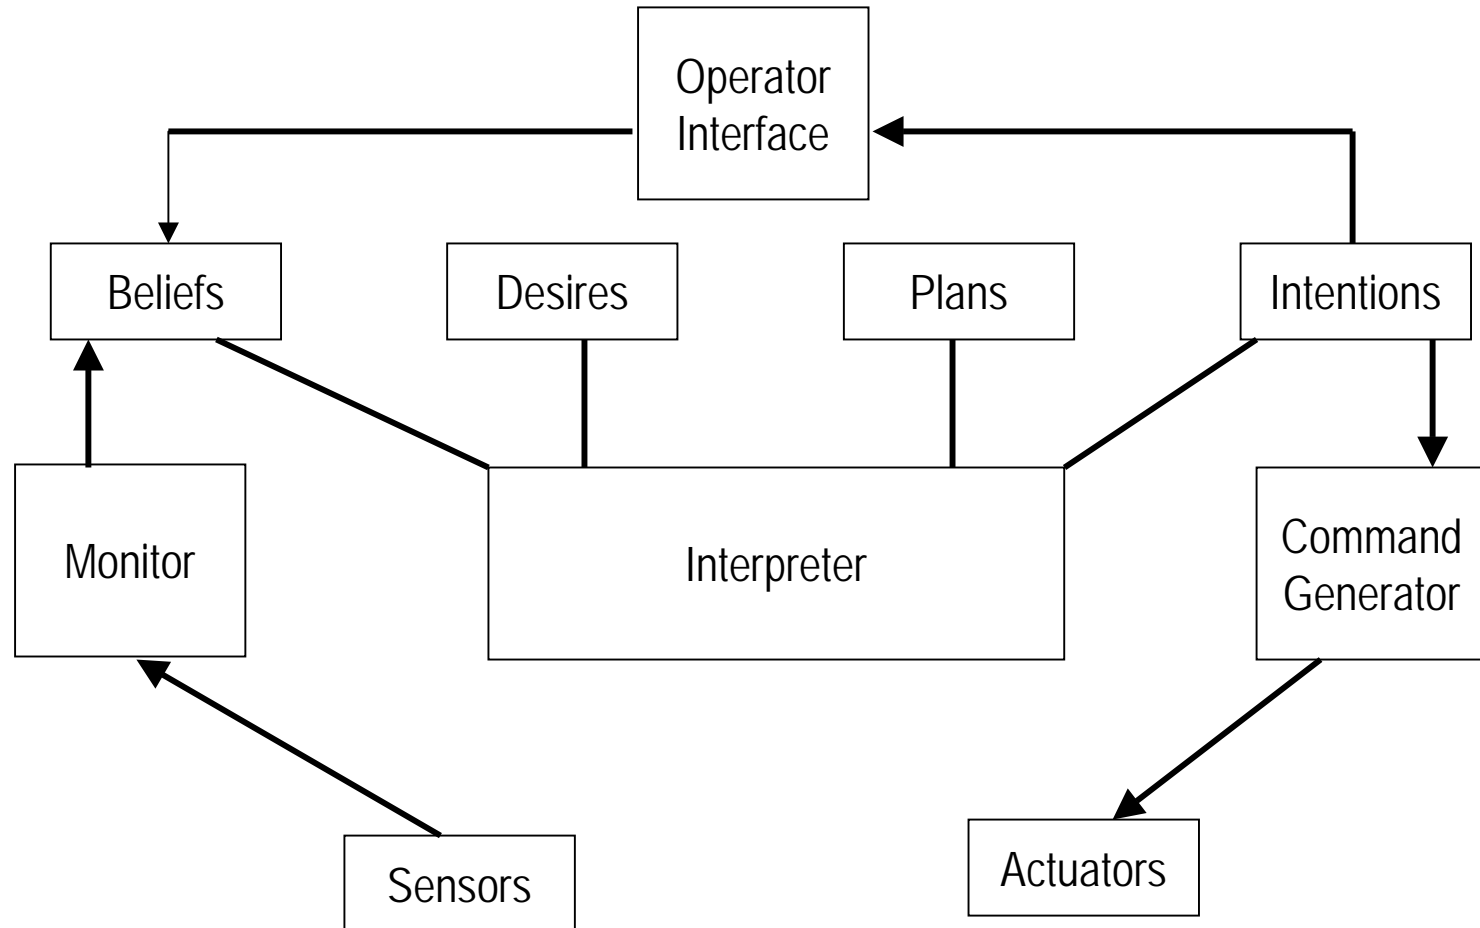 Operator
Interface
Beliefs
Desires
Plans
Intentions
Monitor
Interpreter
Command
Generator
Sensors
Actuators